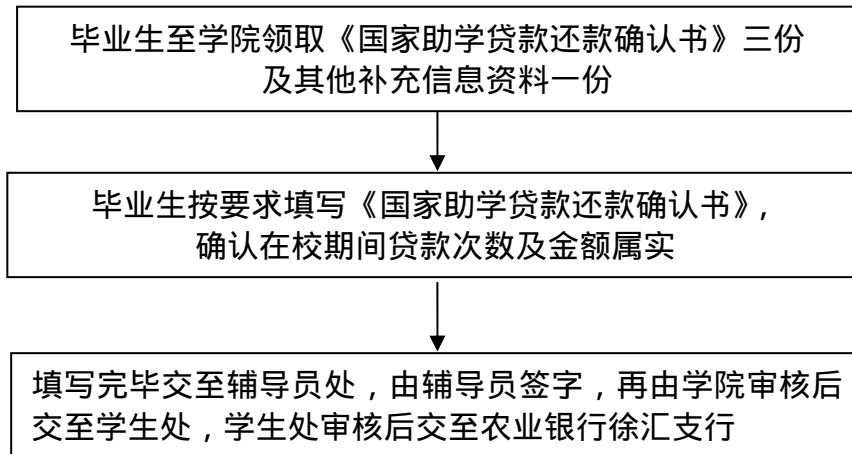 毕业生至学院领取《国家助学贷款还款确认书》三份
及其他补充信息资料一份
毕业生按要求填写《国家助学贷款还款确认书》,
确认在校期间贷款次数及金额属实
填写完毕交至辅导员处，由辅导员签字，再由学院审核后
交至学生处，学生处审核后交至农业银行徐汇支行